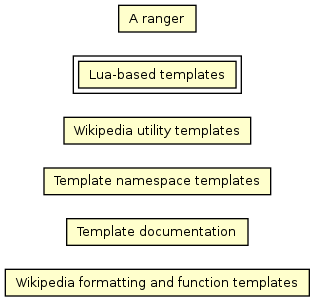 A ranger
Lua-based templates
Wikipedia utility templates
Template namespace templates
Template documentation
Wikipedia formatting and function templates